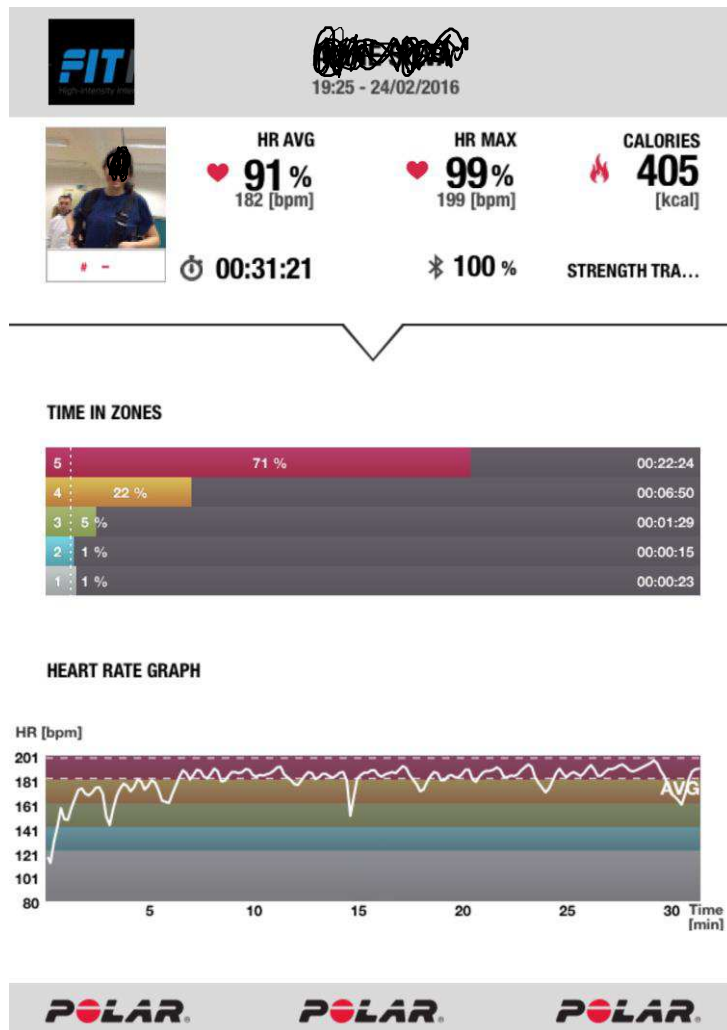 FIT
High-intensity Inte
19:25 - 24/02/2016
HR AVG
91 %
182 [bpm]
HR MAX
99 %
199 [bpm]
CALORIES
405
[kcal]
# –
00:31:21
100 %
STRENGTH TRA...
TIME IN ZONES
5 71 % 00:22:24
4 22 % 00:06:50
3 5 % 00:01:29
2 1 % 00:00:15
1 1 % 00:00:23
HEART RATE GRAPH
HR [bpm]
201
181
AVG
161
141
121
101
80
5 10 15 20 25 30 Time
[min]
POLAR. POLAR. POLAR.